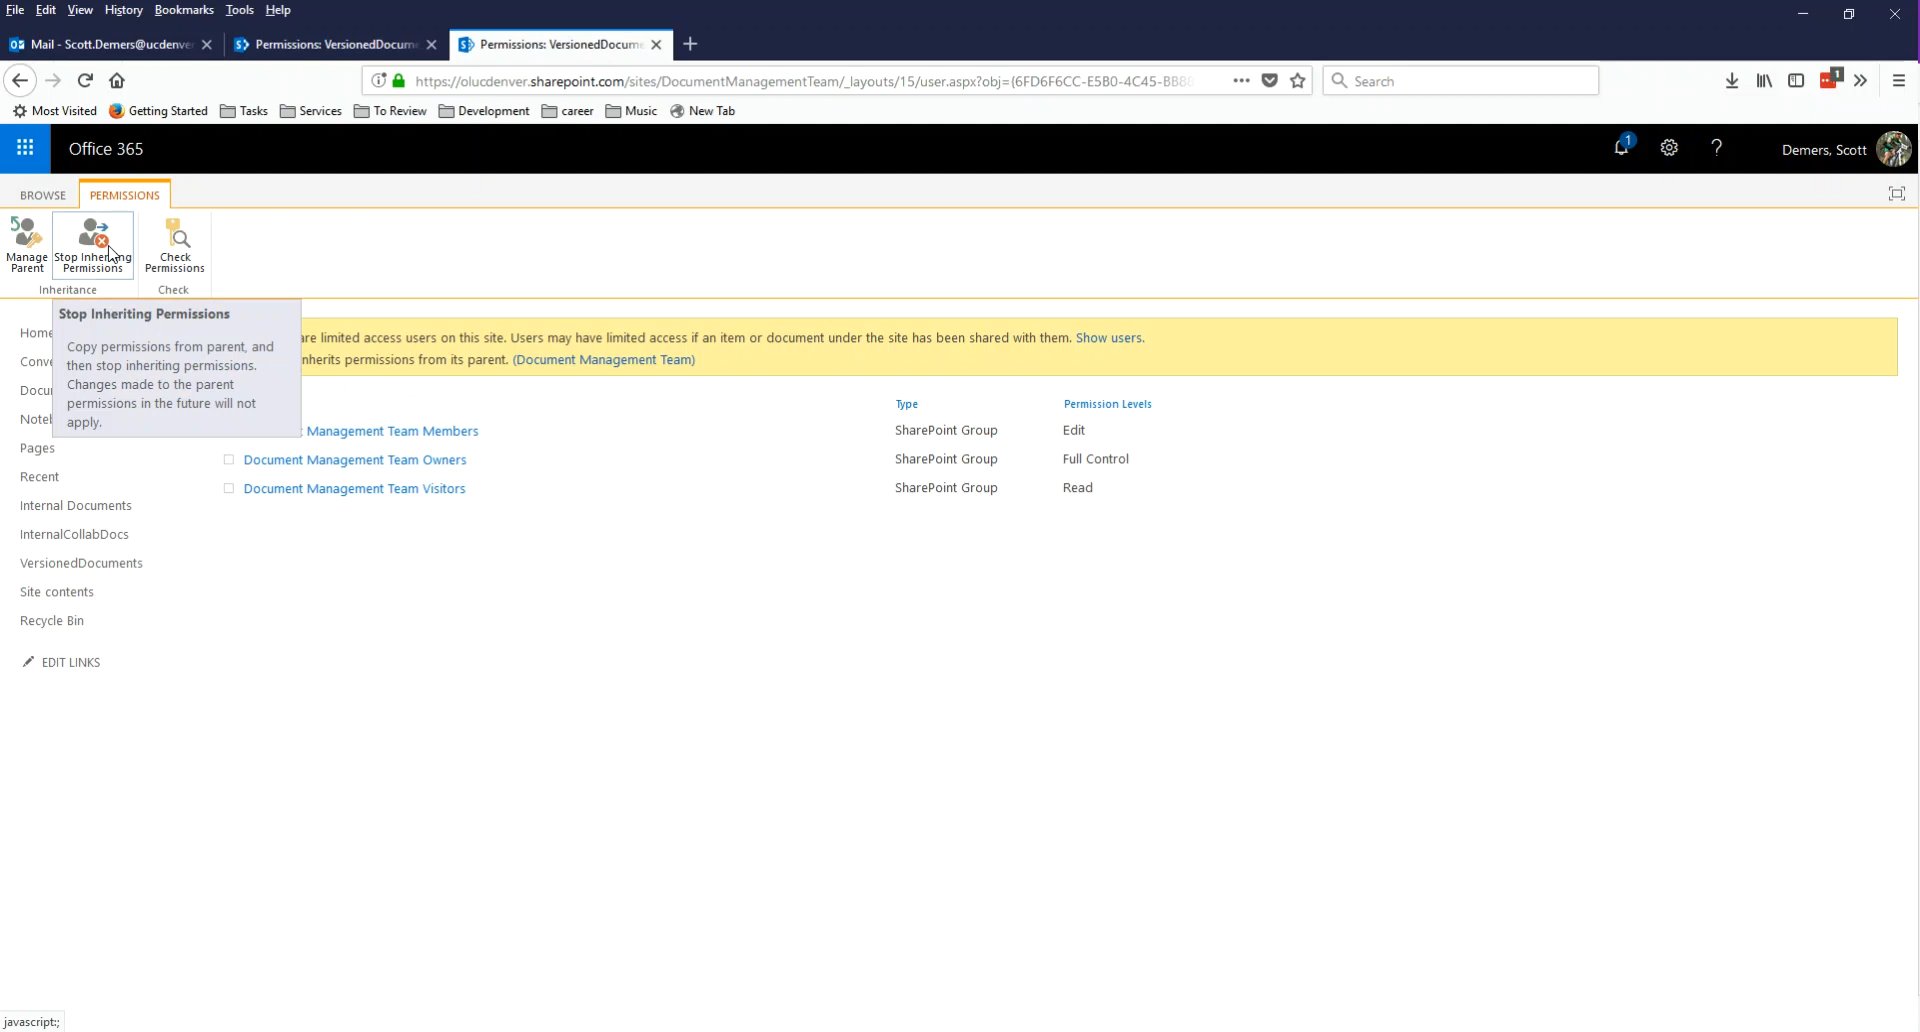 File Edit View History Bookmarks Tools Help
Mail - Scott.Demers@ucdenve
Permissions: VersionedDocum
Permissions: VersionedDocume
https://olucdenver.sharepoint.com/sites/DocumentManagementTeam/_layouts/15/user.aspx?obj={6FD6F6CC-E5B0-4C45-BB8
Search
1
Most Visited Getting Started Tasks Services To Review Development career Music New Tab
Office 365
1
?
Demers, Scott
BROWSE PERMISSIONS
Manage
Parent
Stop Inheriting
Permissions
Check
Permissions
Inheritance
Check
Stop Inheriting Permissions
Copy permissions from parent, and
then stop inheriting permissions.
Changes made to the parent
permissions in the future will not
apply.
are limited access users on this site. Users may have limited access if an item or document under the site has been shared with them. Show users.
nherits permissions from its parent. (Document Management Team)
Type Permission Levels
Management Team Members SharePoint Group Edit
Document Management Team Owners SharePoint Group Full Control
Document Management Team Visitors SharePoint Group Read
Home
Conve
Docu
Noteb
Pages
Recent
Internal Documents
InternalCollabDocs
VersionedDocuments
Site contents
Recycle Bin
EDIT LINKS
javascript:;